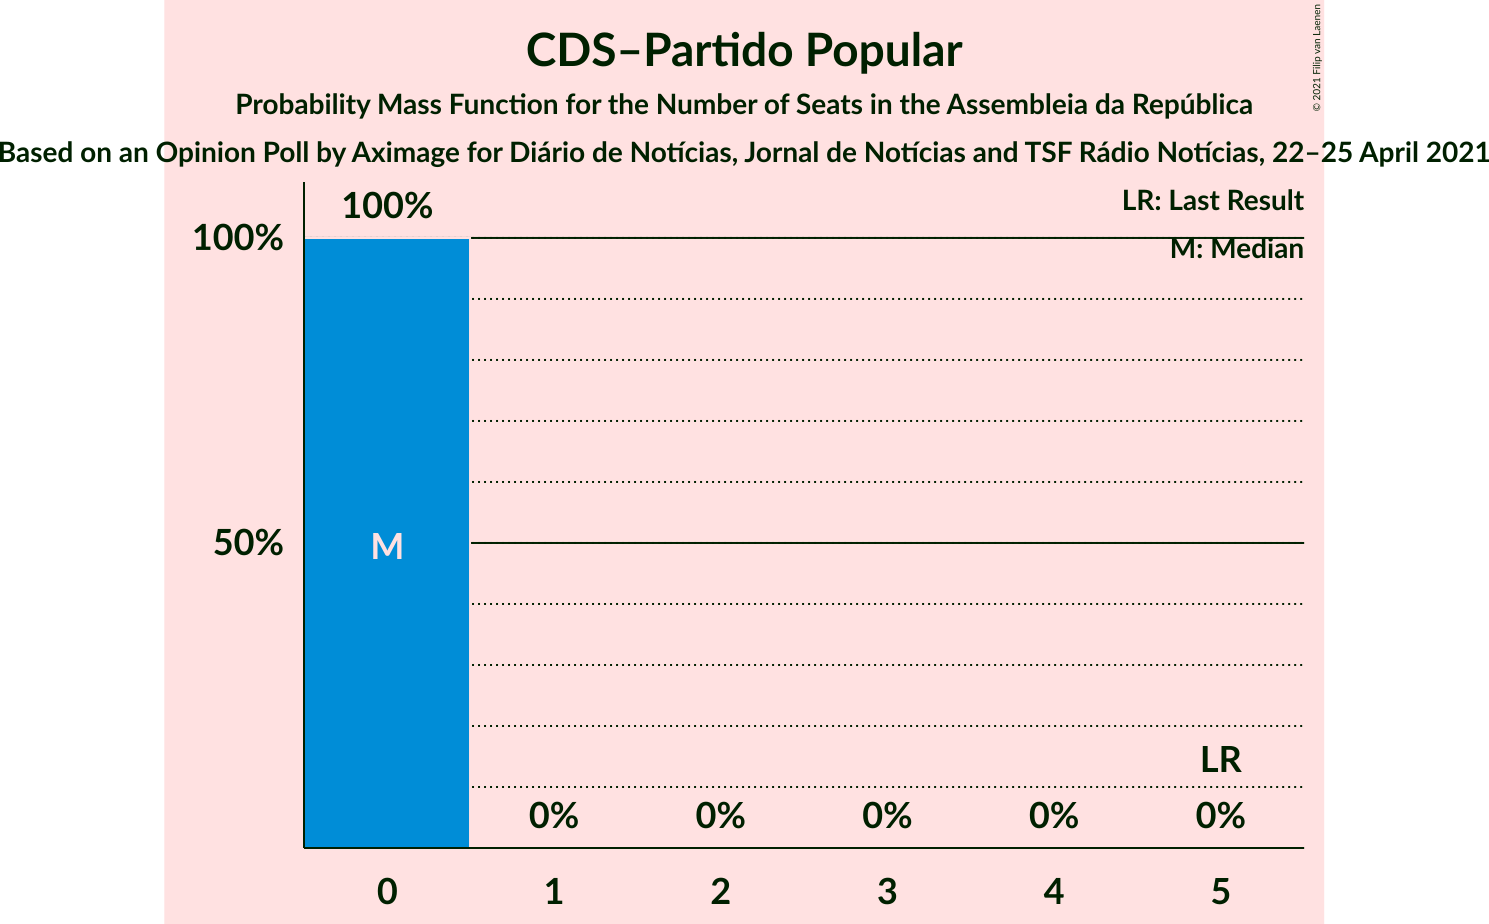 CDS–Partido Popular
Probability Mass Function for the Number of Seats in the Assembleia da República
Based on an Opinion Poll by Aximage for Diário de Notícias, Jornal de Notícias and TSF Rádio Notícias, 22–25 April 2021
© 2021 Filip van Laenen
LR: Last Result
M: Median
100%
100%
50%
M
LR
0% 0% 0% 0% 0%
0 1 2 3 4 5